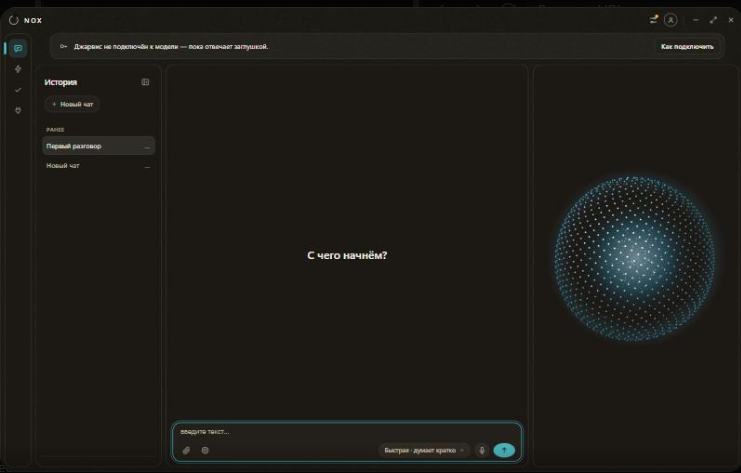 NOX
Джарвис не подключён к модели — пока отвечает заглушкой.
Как подключить
История
+ Новый чат
РАНЕЕ
Первый разговор ...
Новый чат ...
С чего начнём?
введите текст...
Быстрая · думает кратко